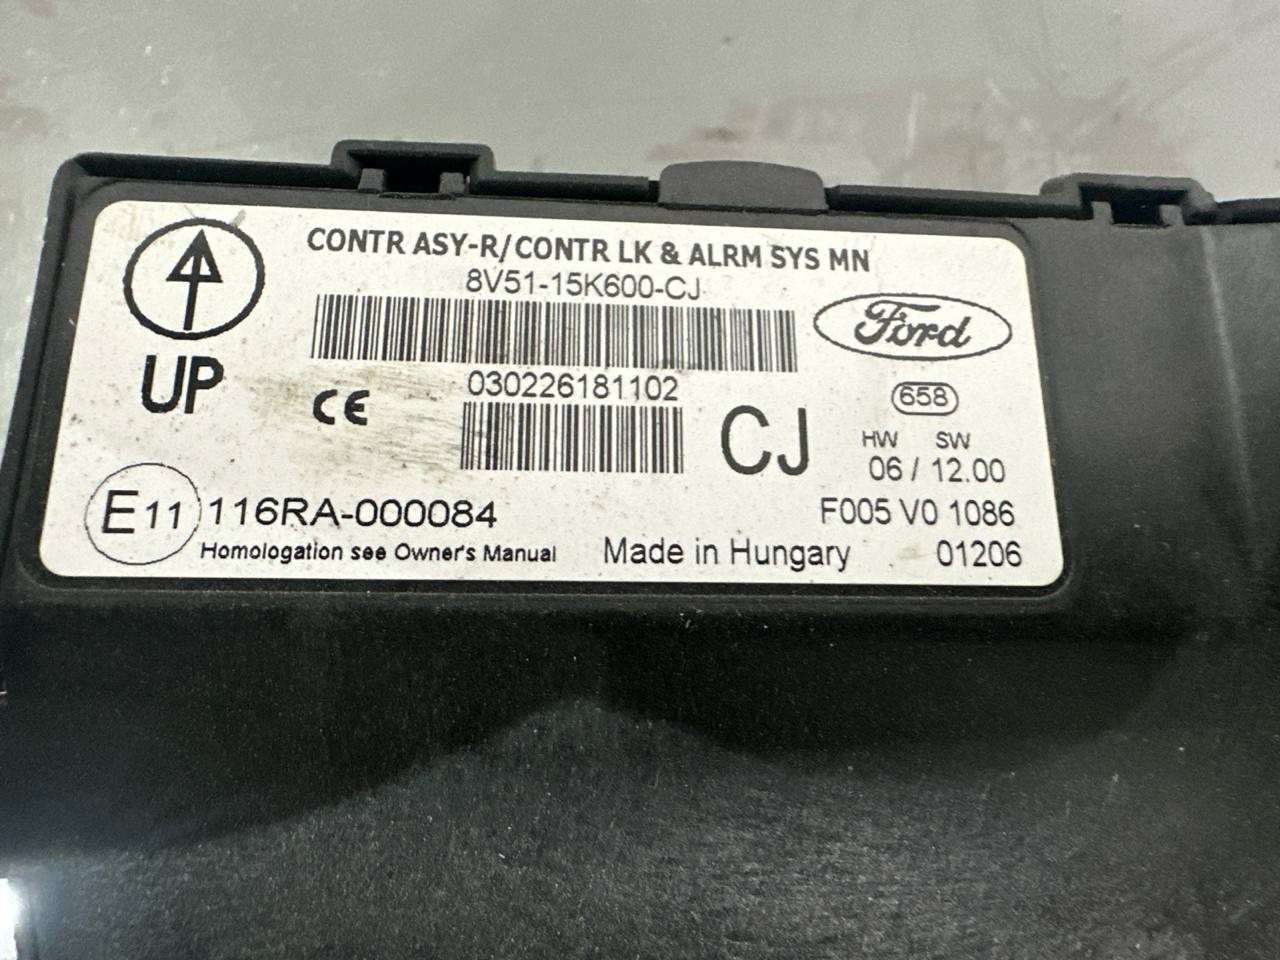 CONTR ASY-R/CONTR LK & ALRM SYS MN
8V51-15K600-CJ
Ford
UP
CE
030226181102
CJ
658
HW SW
06 / 12.00
E11 116RA-000084
F005 V0 1086
Homologation see Owner's Manual
Made in Hungary
01206